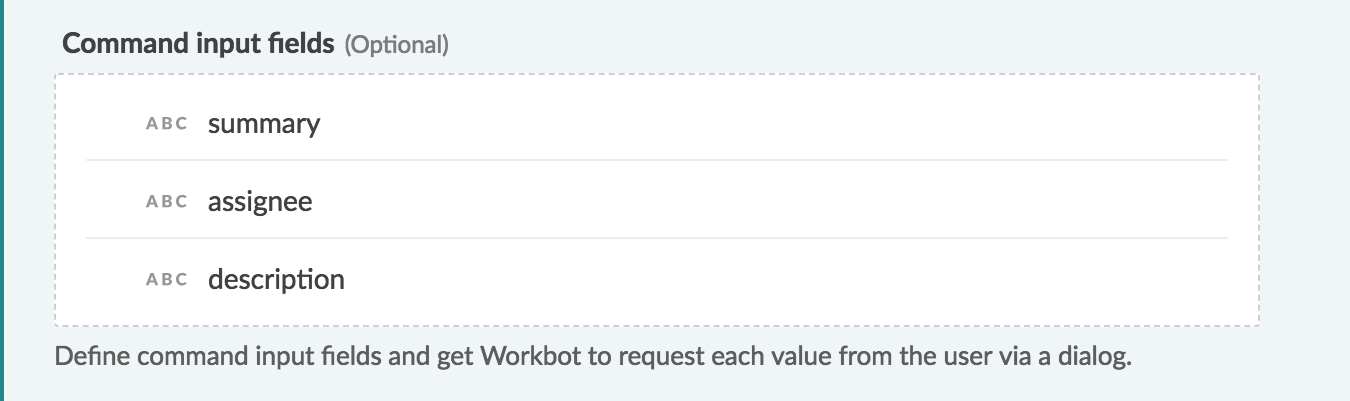 Command input fields (Optional)
ABC summary
ABC assignee
ABC description
Define command input fields and get Workbot to request each value from the user via a dialog.